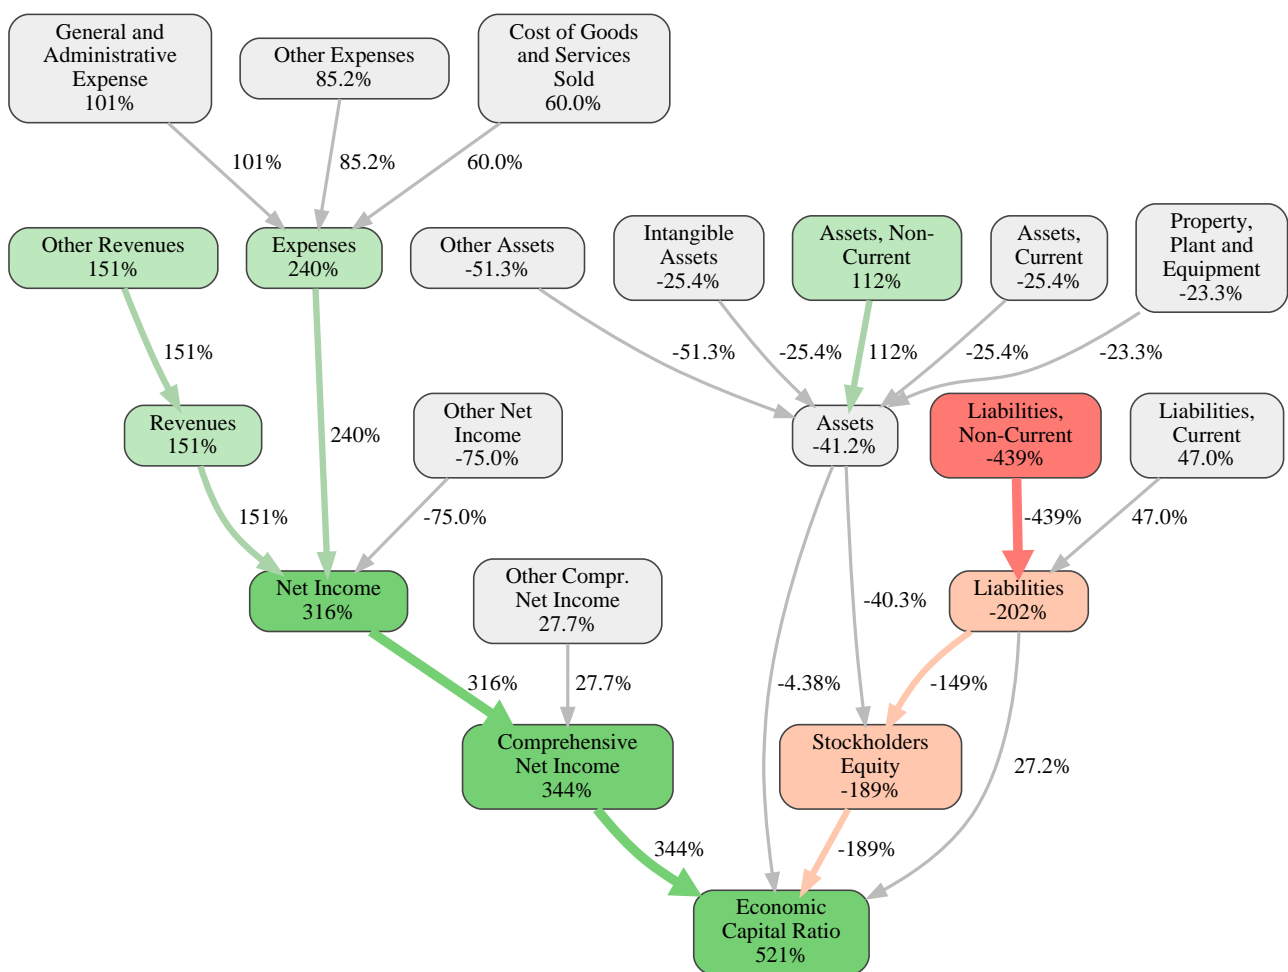 General and
Administrative
Expense
101%
Other Expenses
85.2%
Cost of Goods
and Services
Sold
60.0%
101%
85.2%
60.0%
Other Revenues
151%
Expenses
240%
Other Assets
-51.3%
Intangible
Assets
-25.4%
Assets, Non-
Current
112%
Assets,
Current
-25.4%
Property,
Plant and
Equipment
-23.3%
151%
-51.3%
-25.4%
112%
-25.4%
-23.3%
Revenues
151%
240%
Other Net
Income
-75.0%
Assets
-41.2%
Liabilities,
Non-Current
-439%
Liabilities,
Current
47.0%
151%
-75.0%
-439%
47.0%
Net Income
316%
Other Compr.
Net Income
27.7%
-40.3%
Liabilities
-202%
316%
27.7%
-4.38%
-149%
Comprehensive
Net Income
344%
Stockholders
Equity
-189%
27.2%
344%
-189%
Economic
Capital Ratio
521%